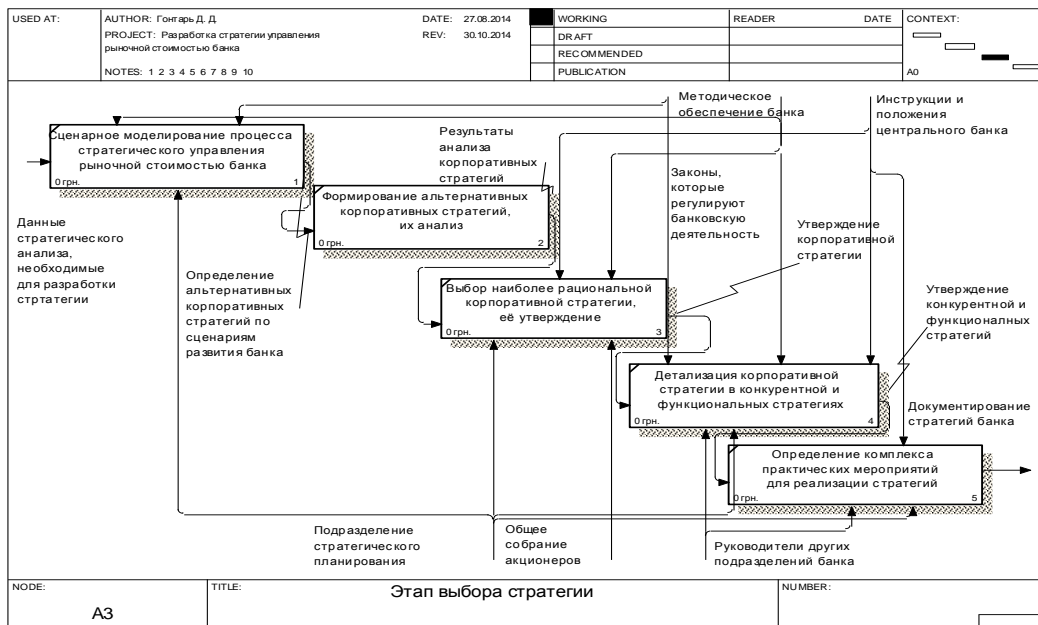 USED AT:
AUTHOR: Гонтарь Д. Д.
DATE: 27.08.2014
WORKING
READER
DATE
CONTEXT:
PROJECT: Разработка стратегии управления
рыночной стоимостью банка
REV: 30.10.2014
DRAFT
RECOMMENDED
NOTES: 1 2 3 4 5 6 7 8 9 10
PUBLICATION
A0
Методическое
обеспечение банка
Инструкции и
положения
центрального банка
Сценарное моделирование процесса
стратегического управления
рыночной стоимостью банка
0 грн.
1
Результаты
анализа
корпоративных
стратегий
Законы,
которые
регулируют
банковскую
деятельность
Формирование альтернативных
корпоративных стратегий,
их анализ
0 грн.
2
Данные
стратегического
анализа,
необходимые
для разработки
стртатегии
Утверждение
корпоративной
стратегии
Определение
альтернативных
корпоративных
стратегий по
сценариям
развития банка
Выбор наиболее рациональной
корпоративной стратегии,
её утверждение
0 грн.
3
Утверждение
конкурентной и
функционалных
стратегий
Детализация корпоративной
стратегии в конкурентной и
функциональных стратегиях
0 грн.
4
Документирование
стратегий банка
Определение комплекса
практических мероприятий
для реализации стратегий
0 грн.
5
Подразделение
стратегического
планирования
Общее
собрание
акционеров
Руководители других
подразделений банка
NODE:
TITLE:
NUMBER:
Этап выбора стратегии
А3